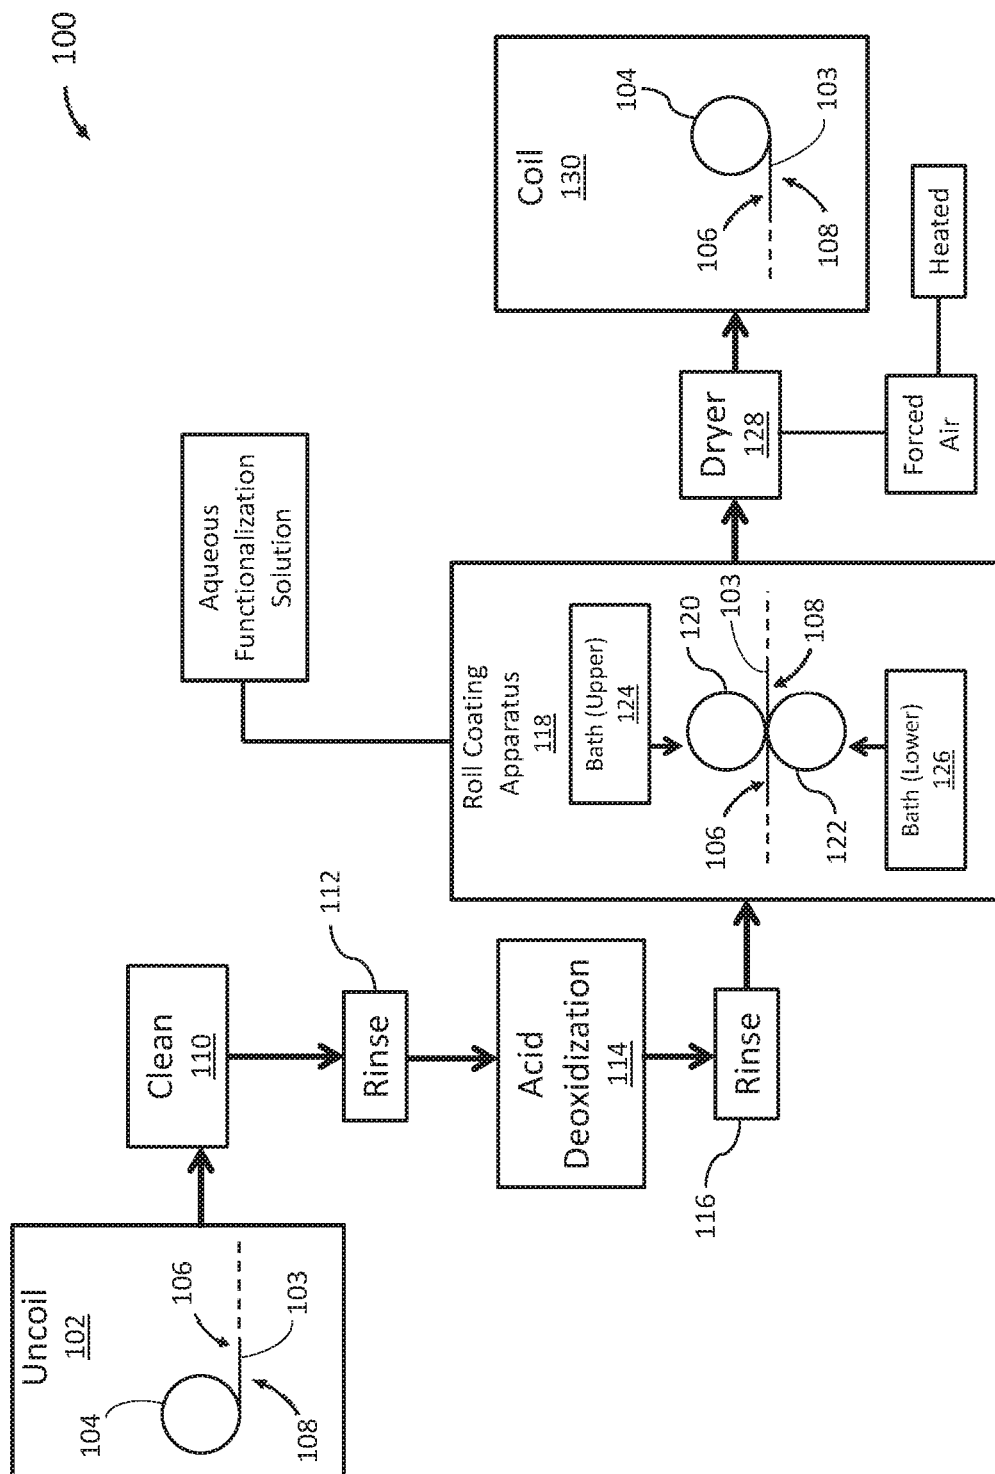 100
Uncoil
102
104
106
103
108
Clean
110
Rinse
112
Acid
Deoxidization
114
Rinse
116
Aqueous
Functionalization
Solution
Roll Coating
Apparatus
118
Bath (Upper)
124
120
103
106
108
122
Bath (Lower)
126
Dryer
128
Forced
Air
Heated
Coil
130
104
106
103
108